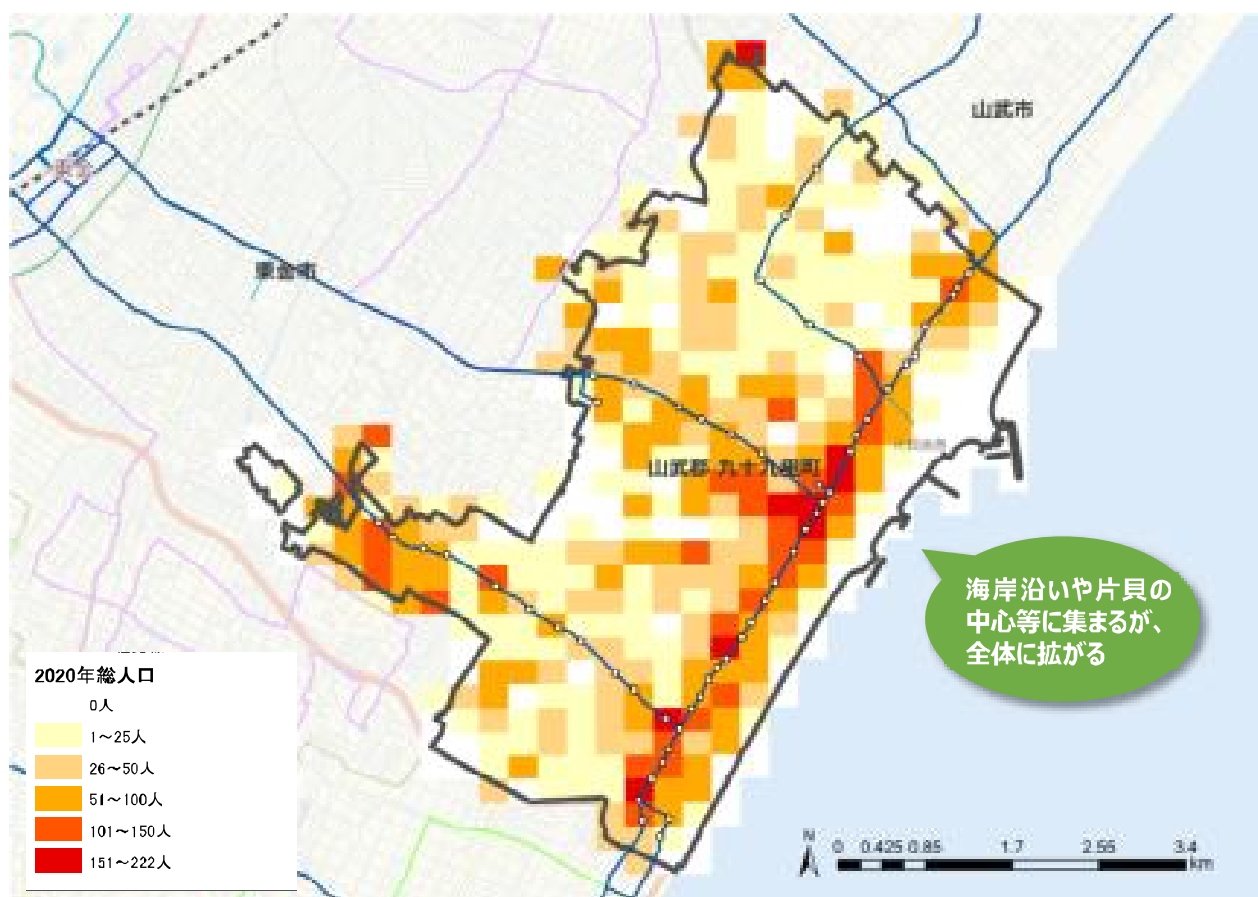 山武市
東金市
山武郡 九十九里町
海岸沿いや片貝の
中心等に集まるが、
全体に拡がる
2020年総人口
0人
1～25人
26～50人
51～100人
101～150人
151～222人
N
0 0.425 0.85 1.7 2.55 3.4
km